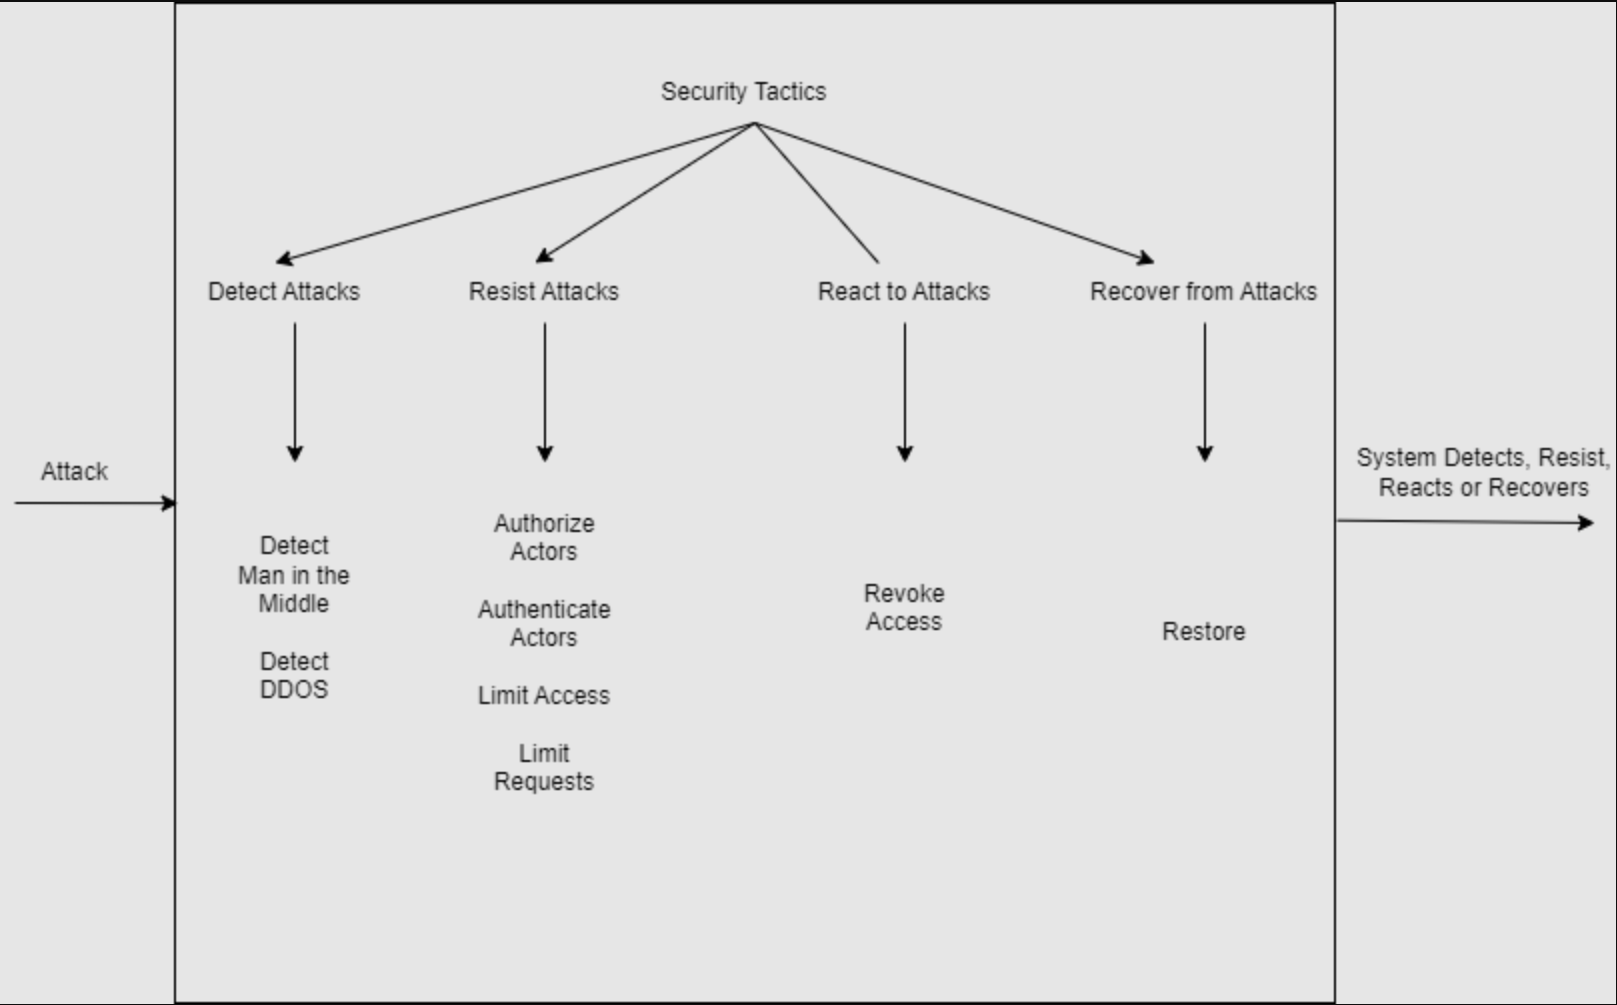 Security Tactics
Detect Attacks
Resist Attacks
React to Attacks
Recover from Attacks
Attack
System Detects, Resist,
Reacts or Recovers
Detect
Man in the
Middle
Detect
DDOS
Authorize
Actors
Authenticate
Actors
Limit Access
Limit
Requests
Revoke
Access
Restore